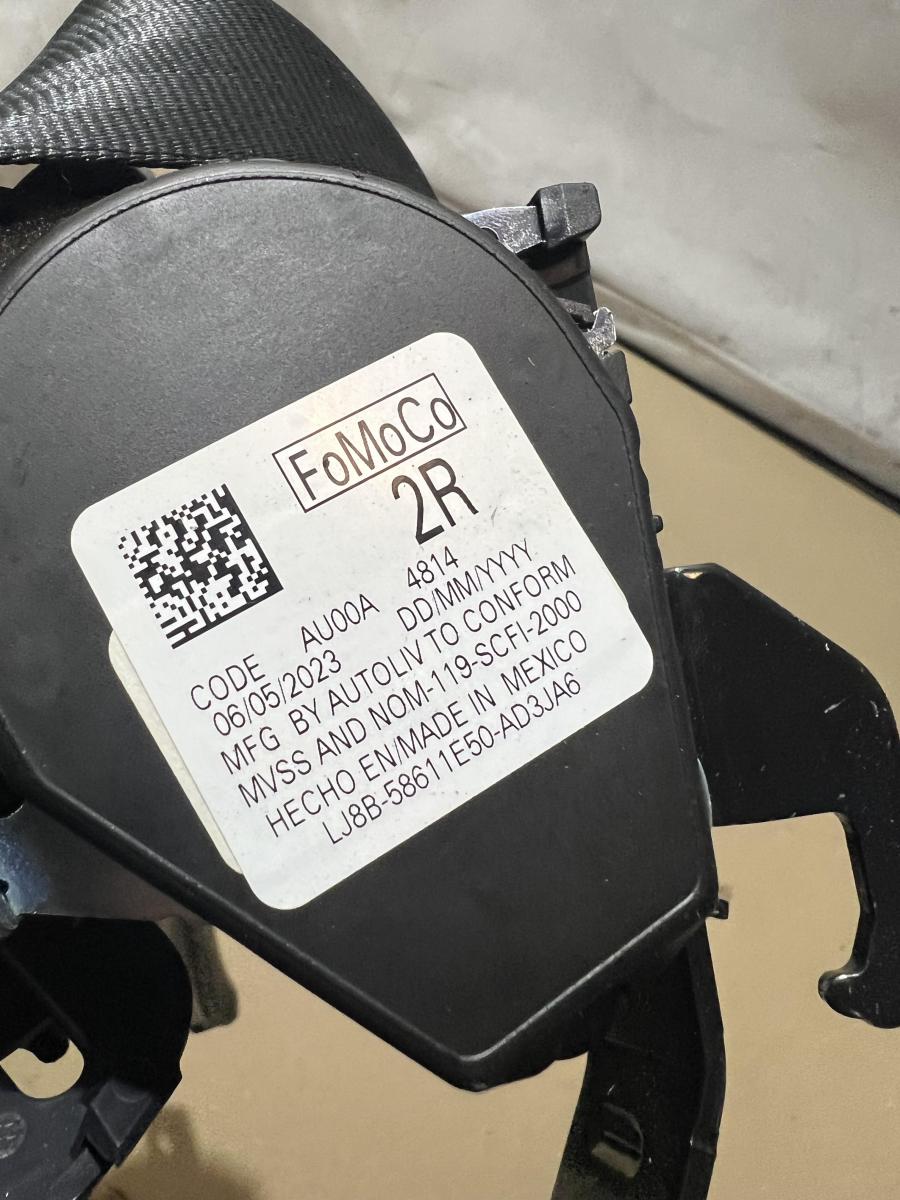 FoMoCo
2R
CODE AU00A 4814
06/05/2023 DD/MM/YYYY
MFG BY AUTOLIV TO CONFORM
MVSS AND NOM-119-SCFI-2000
HECHO EN/MADE IN MEXICO
LJ8B-58611E50-AD3JA6